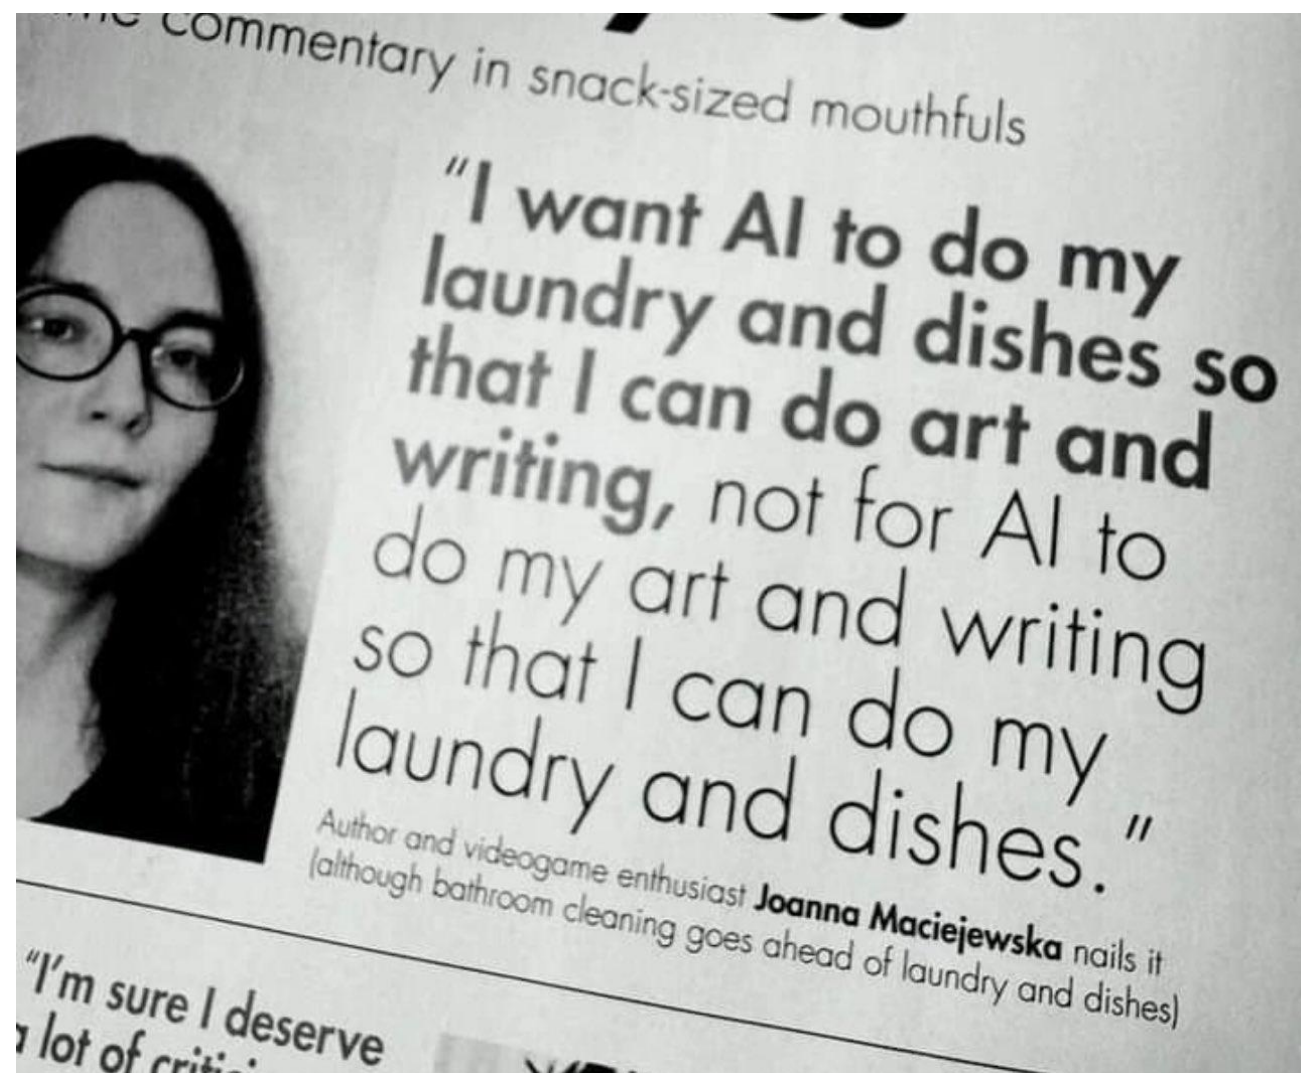 commentary in snack-sized mouthfuls
"I want AI to do my
laundry and dishes so
that I can do art and
writing, not for AI to
do my art and writing
so that I can do my
laundry and dishes."
Author and videogame enthusiast Joanna Maciejewska nails it
(although bathroom cleaning goes ahead of laundry and dishes)
"I'm sure I deserve
a lot of